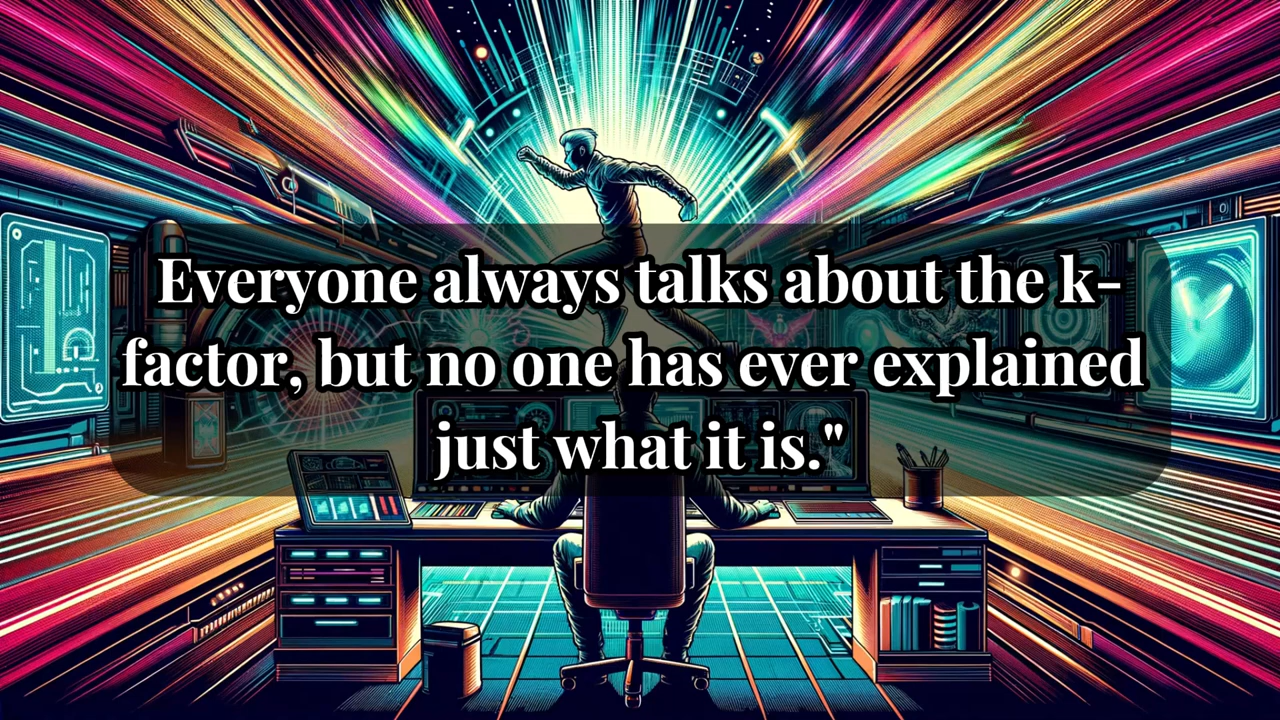 Everyone always talks about the k-
factor, but no one has ever explained
just what it is."